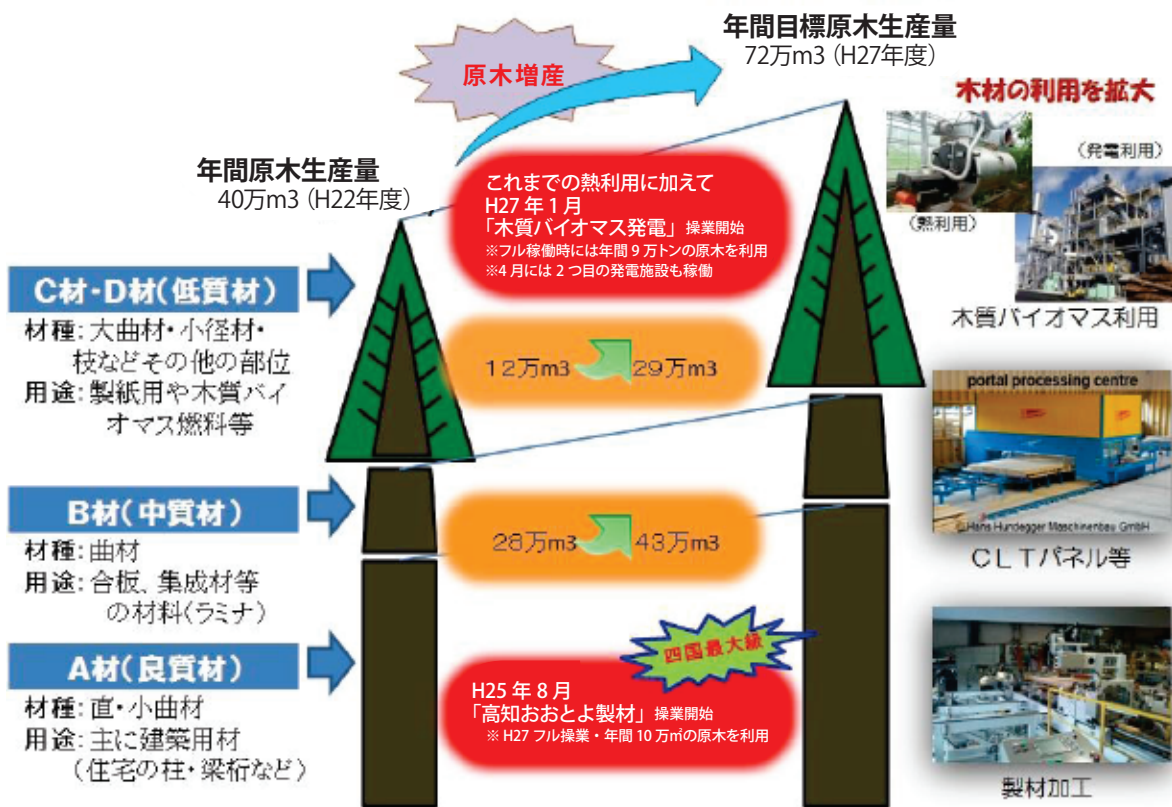 年間目標原木生産量
72万m3（H27年度）
原木増産
木材の利用を拡大
年間原木生産量
40万m3（H22年度）
（発電利用）
（熱利用）
木質バイオマス利用
これまでの熱利用に加えて
H27 年 1 月
「木質バイオマス発電」操業開始
※フル稼働時には年間 9 万トンの原木を利用
※4 月には 2 つ目の発電施設も稼働
C材・D材（低質材）
材種：大曲材・小径材・
枝などその他の部位
用途：製紙用や木質バイ
オマス燃料等
12万m3
29万m3
portal processing centre
© Hans Hundegger Maschinenbau GmbH
CLTパネル等
B材（中質材）
材種：曲材
用途：合板、集成材等
の材料（ラミナ）
28万m3
43万m3
四国最大級
A材（良質材）
材種：直・小曲材
用途：主に建築用材
（住宅の柱・梁桁など）
H25 年 8 月
「高知おおとよ製材」操業開始
※ H27 フル操業・年間 10 万㎥の原木を利用
製材加工